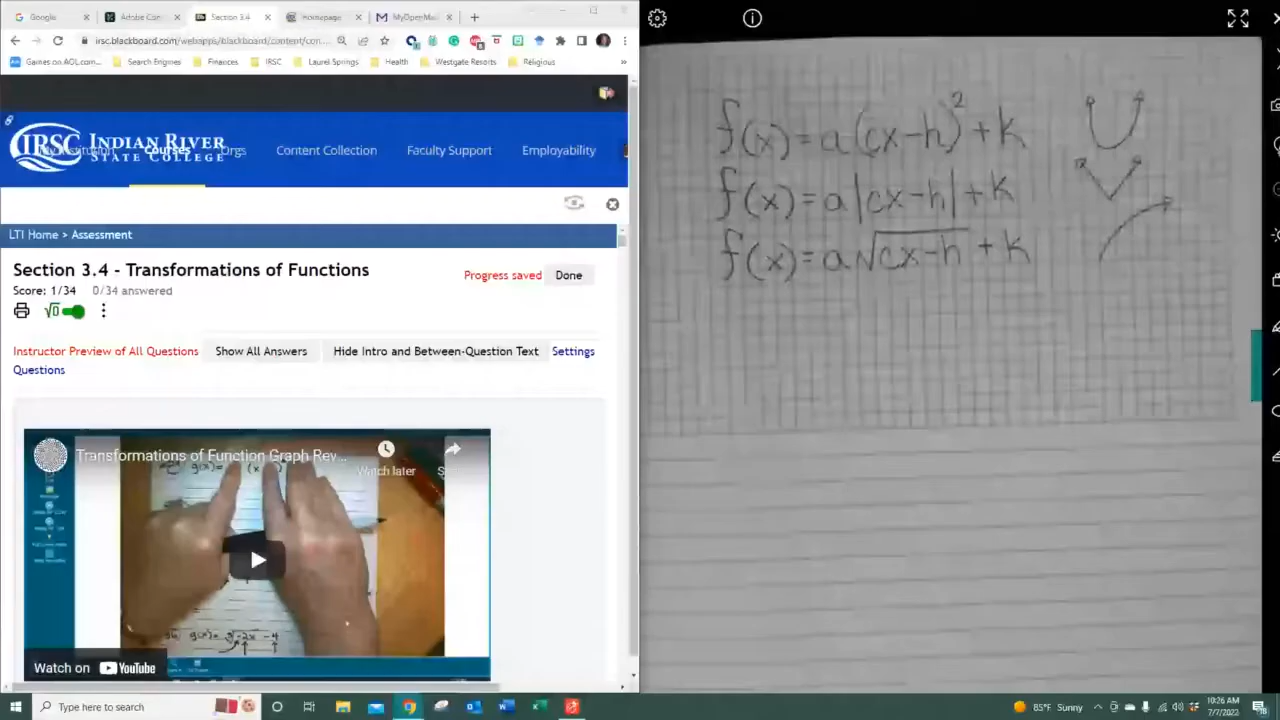 Google
Adobe Con
Section 3.4
Homepage
MyOpenMa
irsc.blackboard.com/webapps/blackboard/content/con...
Games on AOL.com...
Search Engines
Finances
IRSC
Laurel Springs
Health
Westgate Resorts
Religious
IRSC INDIAN RIVER
STATE COLLEGE
My Institution
Courses
Orgs
Content Collection
Faculty Support
Employability
LTI Home > Assessment
Section 3.4 - Transformations of Functions
Progress saved
Done
Score: 1/34 0/34 answered
√0
Instructor Preview of All Questions
Show All Answers
Hide Intro and Between-Question Text
Settings
Questions
Transformations of Function Graph Rev...
Watch later
Watch on YouTube
f(x)=a(cx-h)²+k
f(x)=a|cx-h|+k
f(x)=a√cx-h+k
Type here to search
85°F Sunny
10:26 AM
7/7/2022